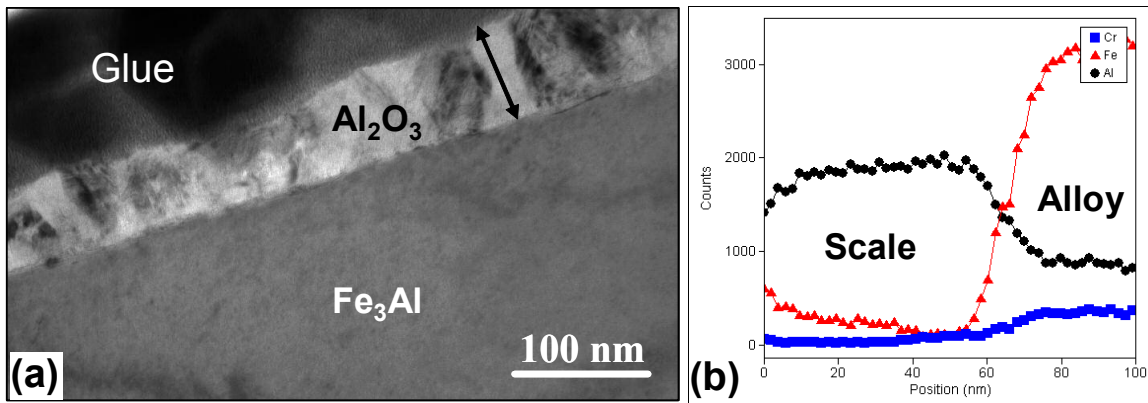 Glue
Al₂O₃
Fe₃Al
100 nm
(a)
Cr
Fe
Al
3000
2000
1000
0
Counts
Scale
Alloy
0
20
40
60
80
100
Position (nm)
(b)